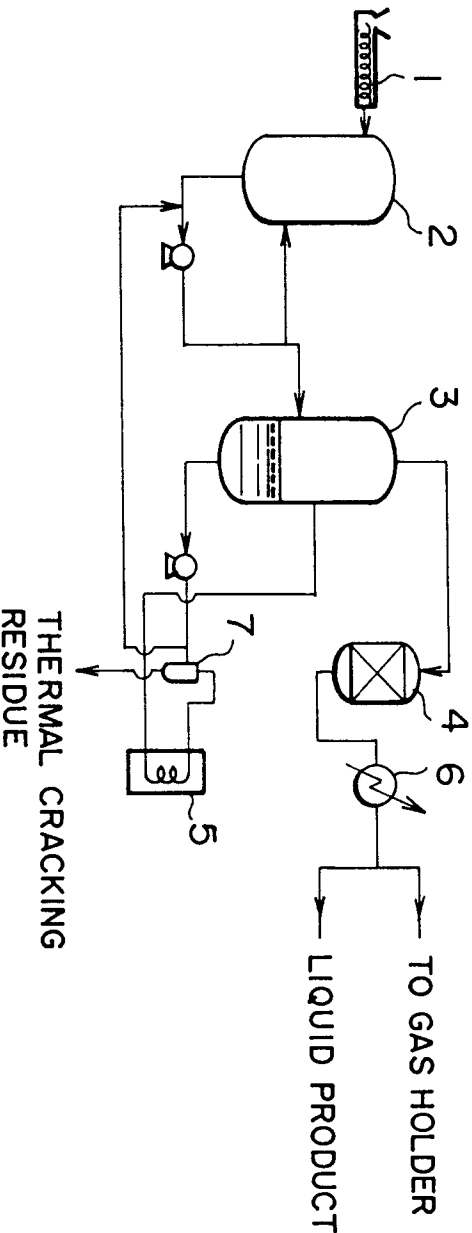 1
2
3
4
5
6
7
TO GAS HOLDER
LIQUID PRODUCT
THERMAL CRACKING
RESIDUE